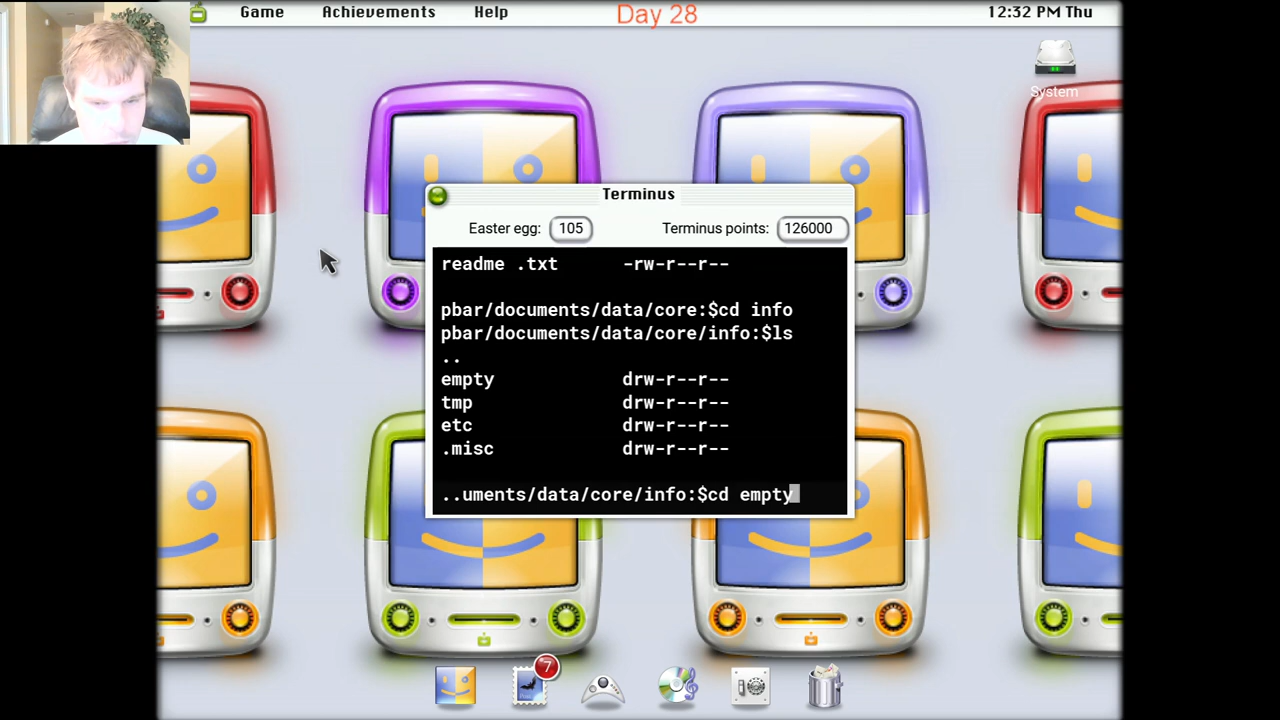 Game Achievements Help Day 28 12:32 PM Thu
System
Terminus
Easter egg: 105 Terminus points: 126000
readme .txt -rw-r--r--
pbar/documents/data/core:$cd info
pbar/documents/data/core/info:$ls
..
empty drw-r--r--
tmp drw-r--r--
etc drw-r--r--
.misc drw-r--r--
..uments/data/core/info:$cd empty
7